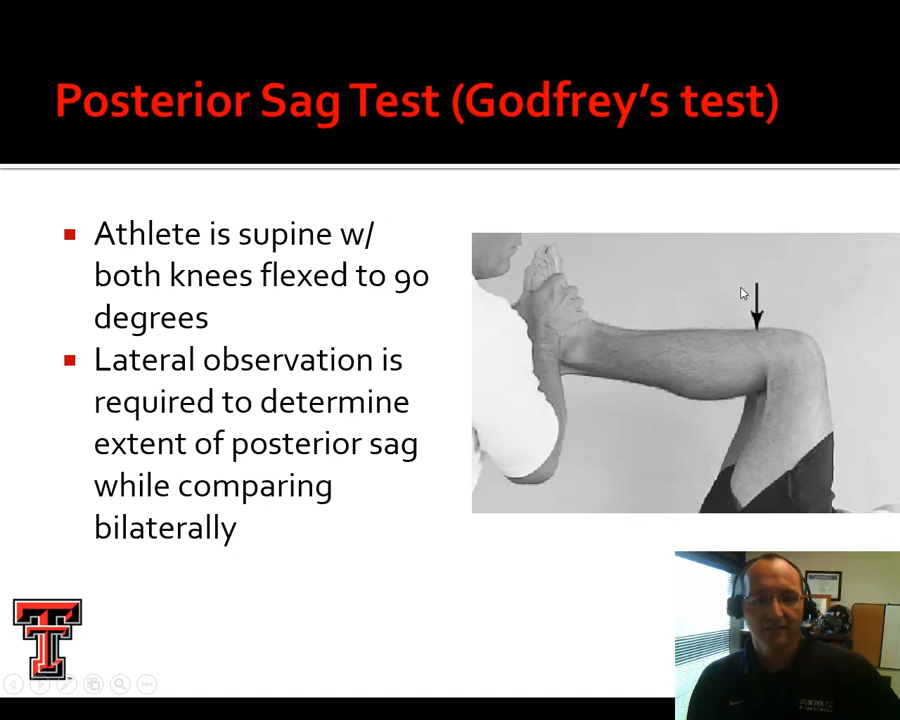 Posterior Sag Test (Godfrey's test)
Athlete is supine w/
both knees flexed to 90
degrees
Lateral observation is
required to determine
extent of posterior sag
while comparing
bilaterally